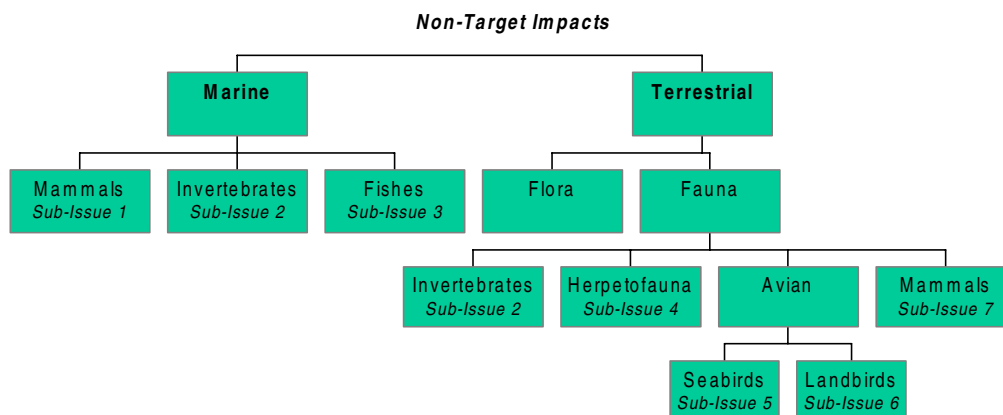 Non-Target Impacts
Marine
Terrestrial
Mammals
Sub-Issue 1
Invertebrates
Sub-Issue 2
Fishes
Sub-Issue 3
Flora
Fauna
Invertebrates
Sub-Issue 2
Herpetofauna
Sub-Issue 4
Avian
Mammals
Sub-Issue 7
Seabirds
Sub-Issue 5
Landbirds
Sub-Issue 6